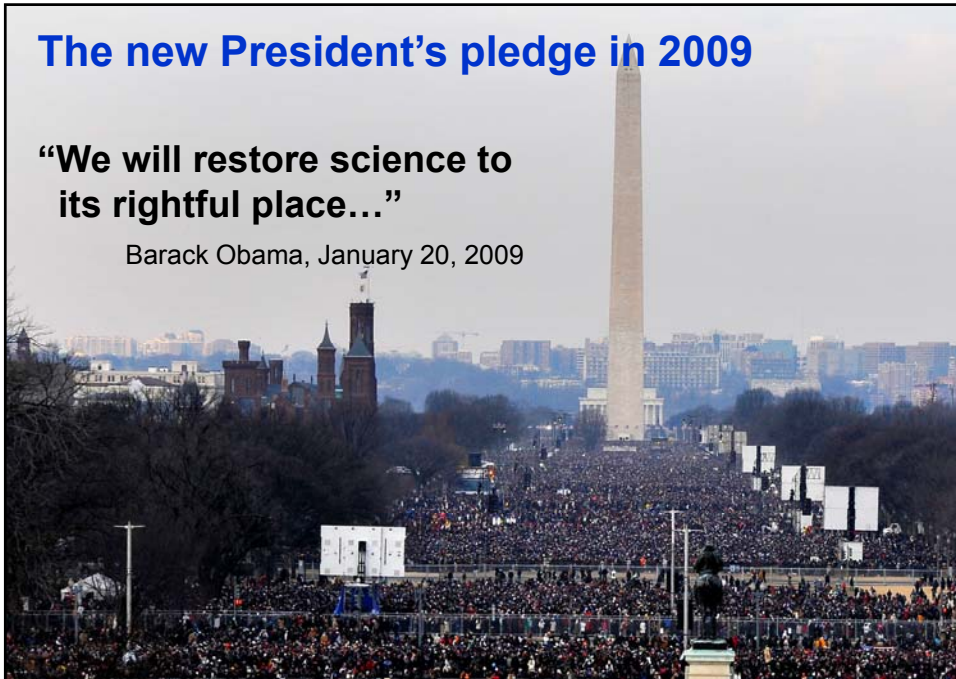 The new President’s pledge in 2009
“We will restore science to
its rightful place…”
Barack Obama, January 20, 2009